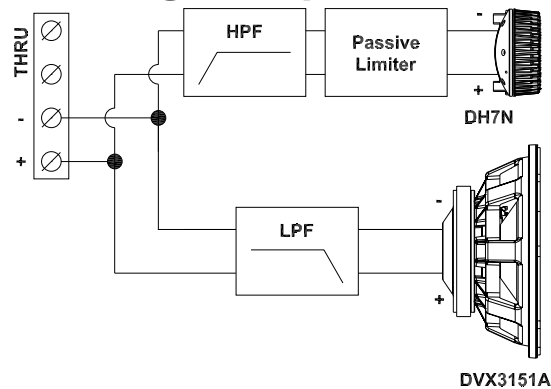 THRU
-
+
HPF
Passive
Limiter
-
+
DH7N
LPF
-
+
DVX3151A